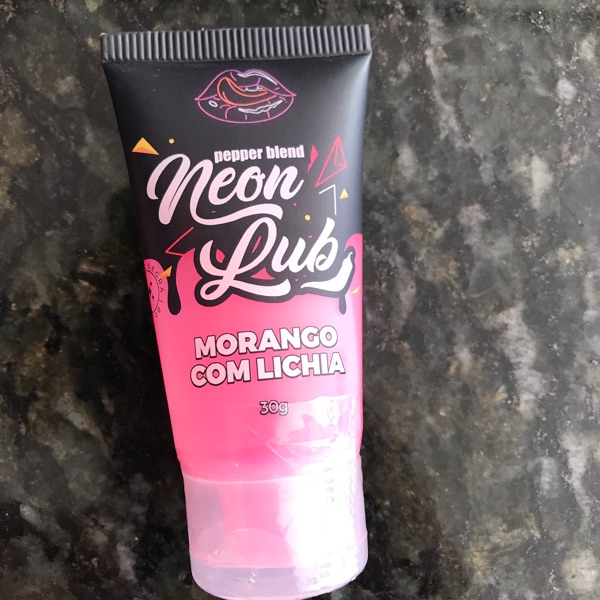 pepper blend
Neon
Lub
MORANGO
COM LICHIA
30g